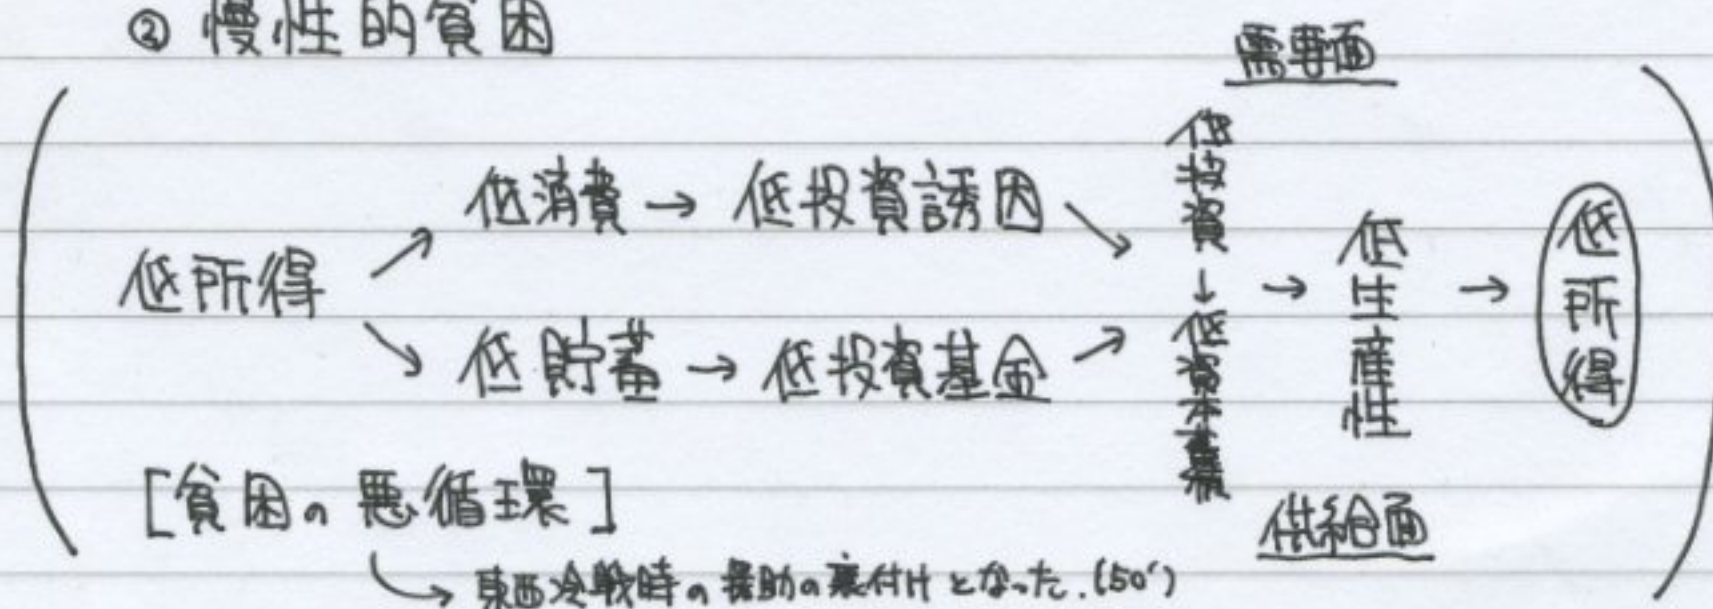 ② 慢性的貧困
需要面
低消費 → 低投資誘因
低所得
低貯蓄 → 低投資基金
低投資→低資本蓄積
→ 低生産性 → 低所得
[貧困の悪循環]
供給面
→ 東西冷戦時の援助の裏付けとなった.(50')